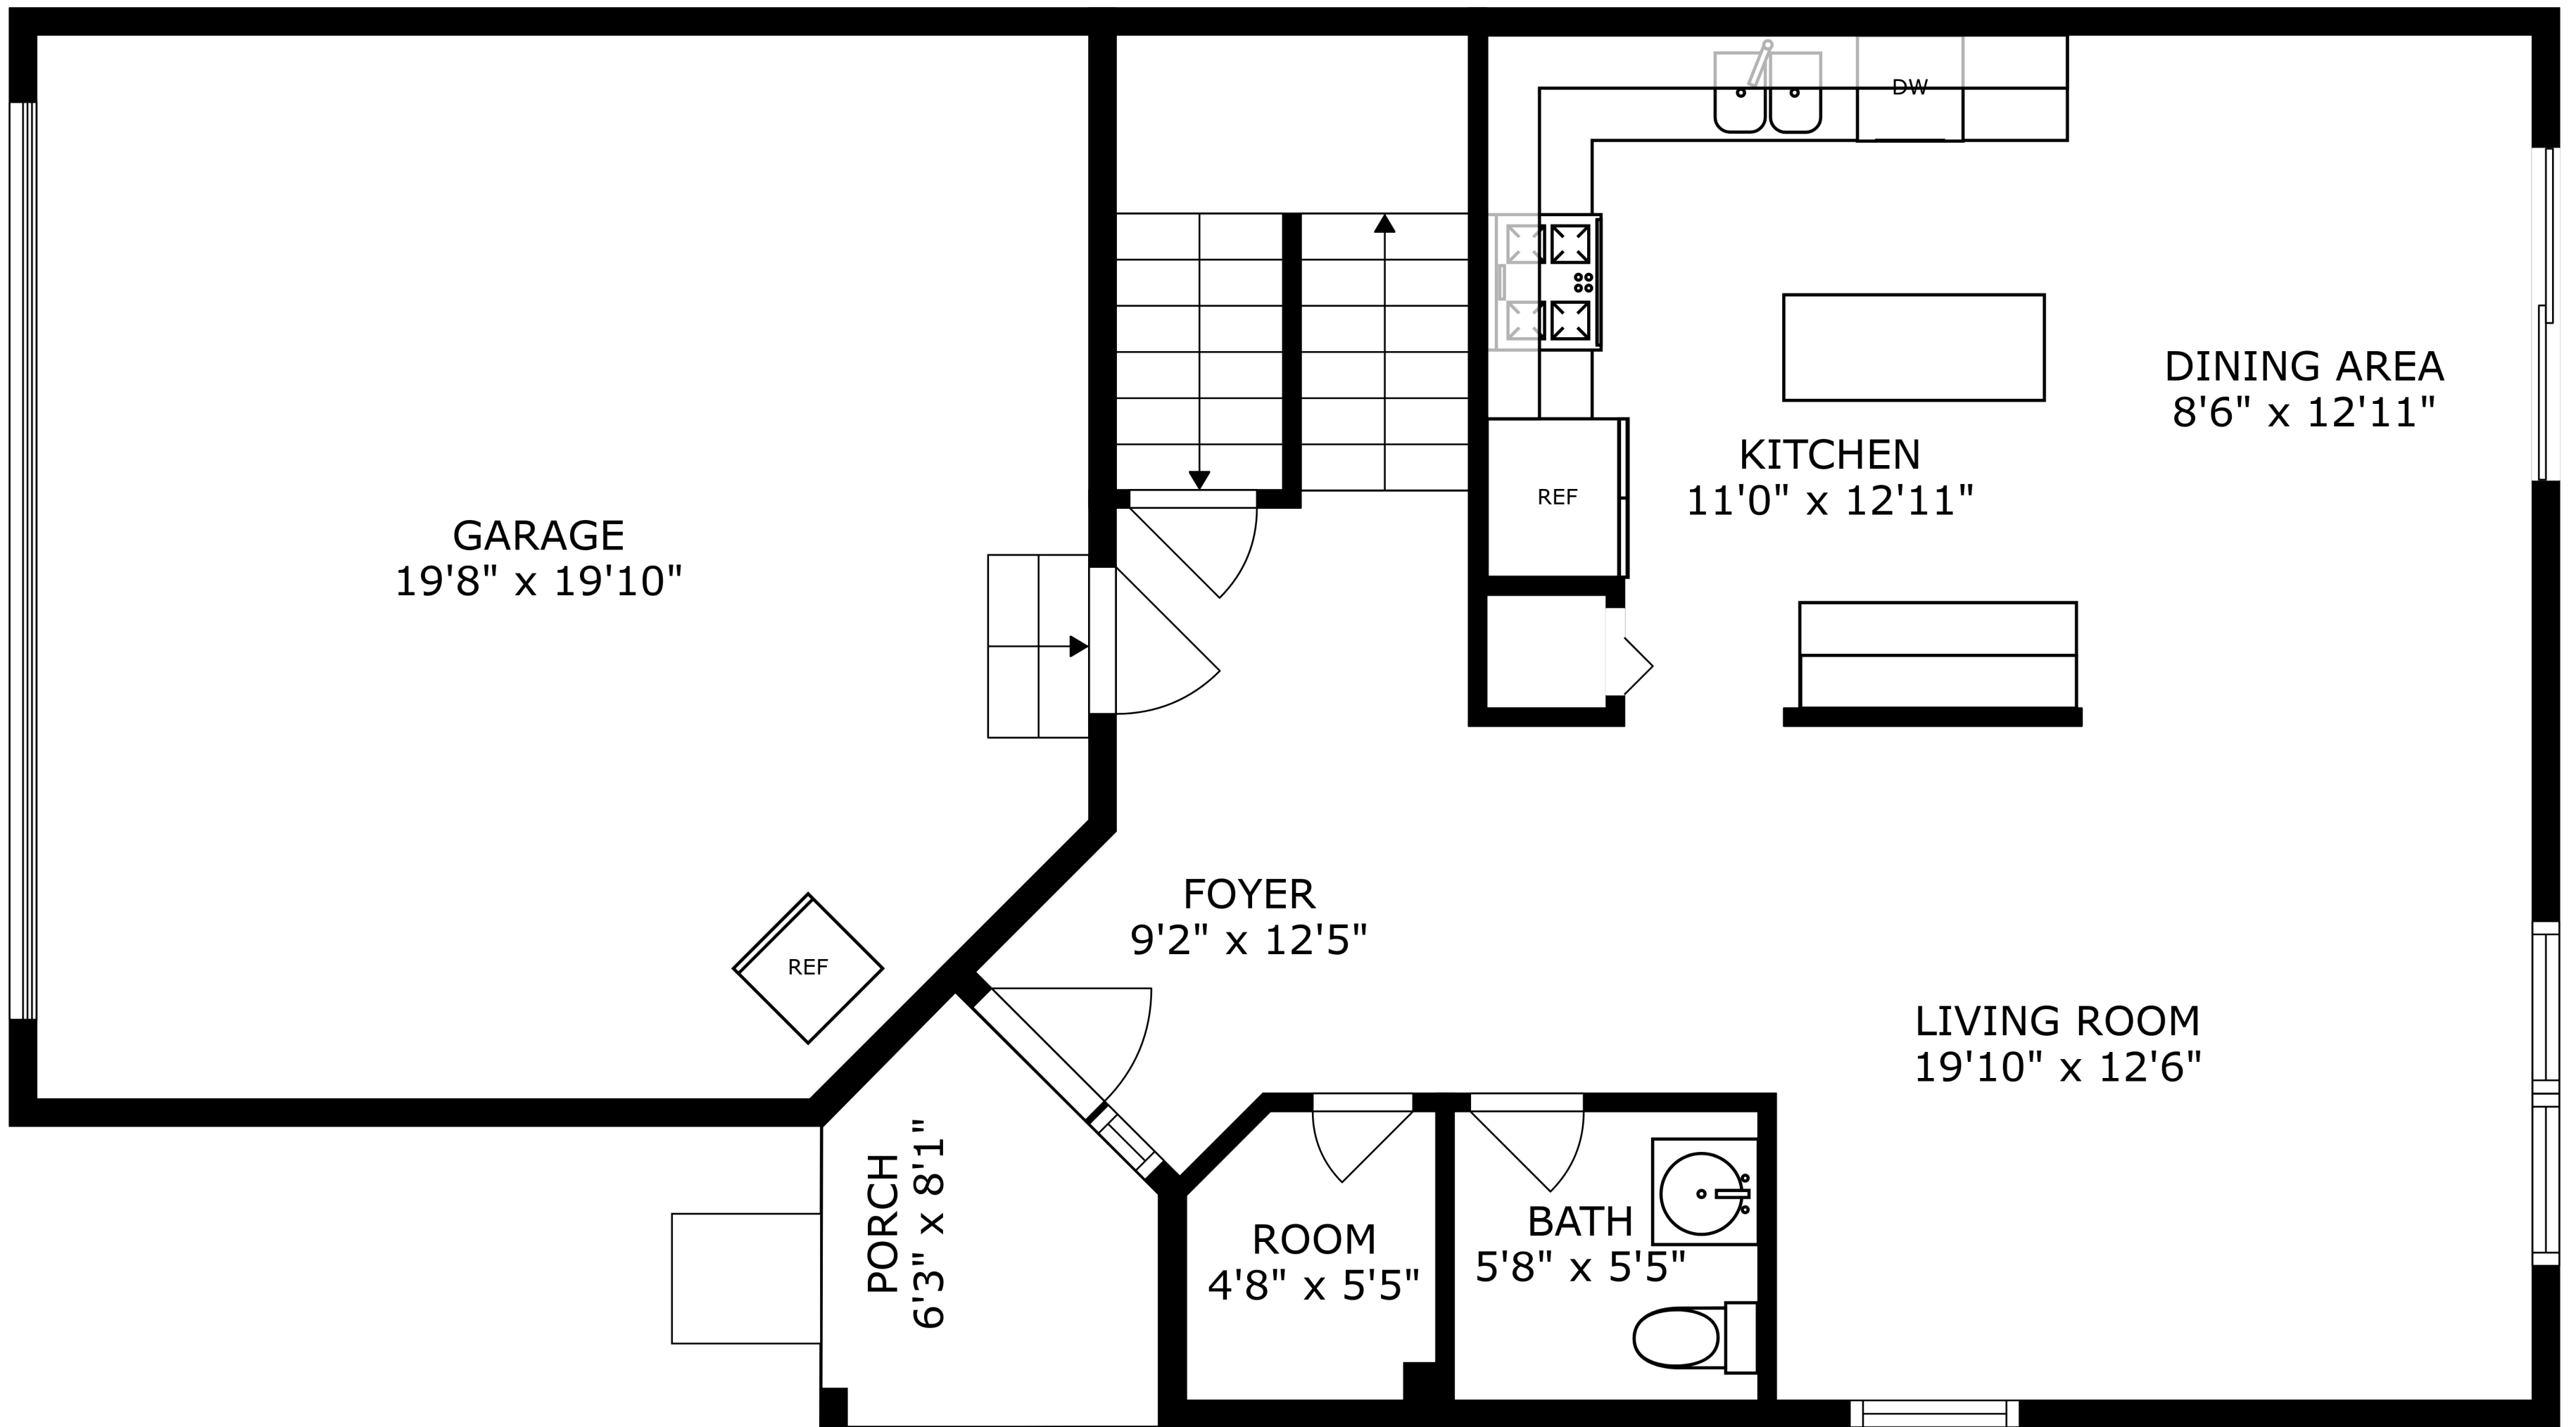 DW
DINING AREA
8'6" x 12'11"
KITCHEN
11'0" x 12'11"
REF
GARAGE
19'8" x 19'10"
FOYER
9'2" x 12'5"
REF
LIVING ROOM
19'10" x 12'6"
PORCH
6'3" x 8'1"
ROOM
4'8" x 5'5"
BATH
5'8" x 5'5"